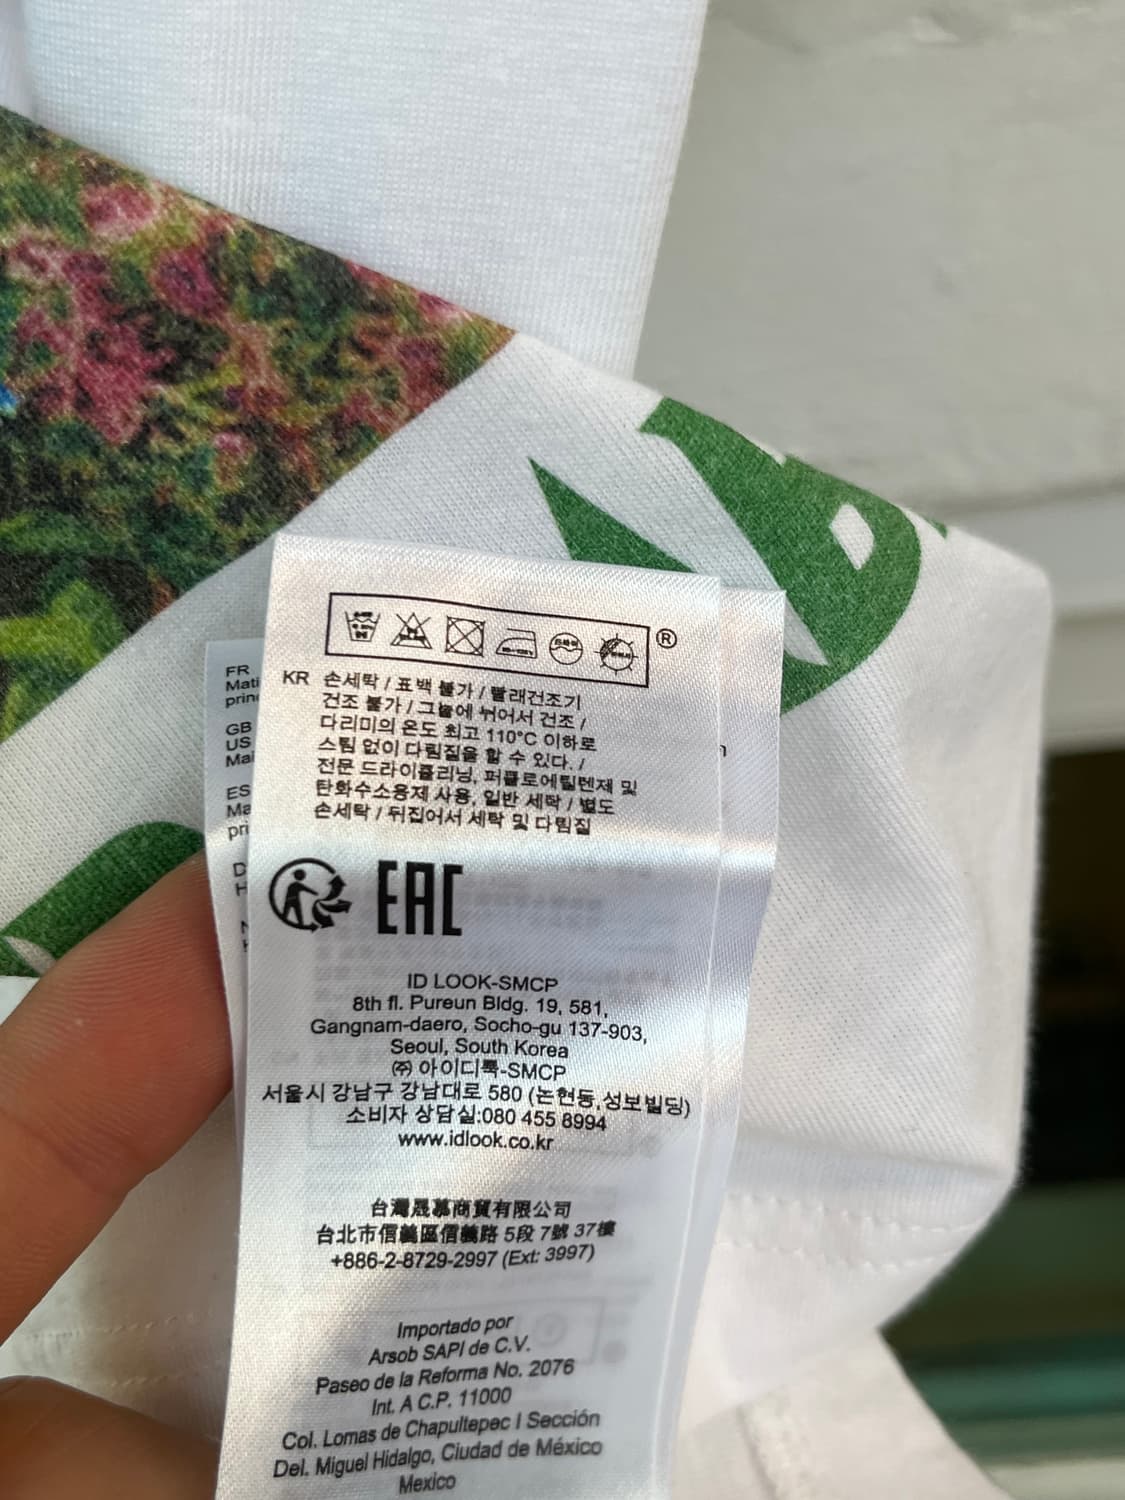 ®
KR 손세탁 / 표백 불가 / 빨래건조기
건조 불가 / 그늘에 뉘어서 건조 /
다리미의 온도 최고 110°C 이하로
스팀 없이 다림질을 할 수 있다. /
전문 드라이클리닝, 퍼클로에틸렌제 및
탄화수소용제 사용, 일반 세탁 / 별도
손세탁 / 뒤집어서 세탁 및 다림질
FR
Mati
prin
GB
US
Mai
ES
Ma
pri
D
H
EAC
ID LOOK-SMCP
8th fl. Pureun Bldg. 19, 581,
Gangnam-daero, Socho-gu 137-903,
Seoul, South Korea
㈜ 아이디룩-SMCP
서울시 강남구 강남대로 580 (논현동,성보빌딩)
소비자 상담실:080 455 8994
www.idlook.co.kr
台灣晟慕商貿有限公司
台北市信義區信義路 5段 7號 37樓
+886-2-8729-2997 (Ext: 3997)
Importado por
Arsob SAPI de C.V.
Paseo de la Reforma No. 2076
Int. A C.P. 11000
Col. Lomas de Chapultepec I Sección
Del. Miguel Hidalgo, Ciudad de México
Mexico